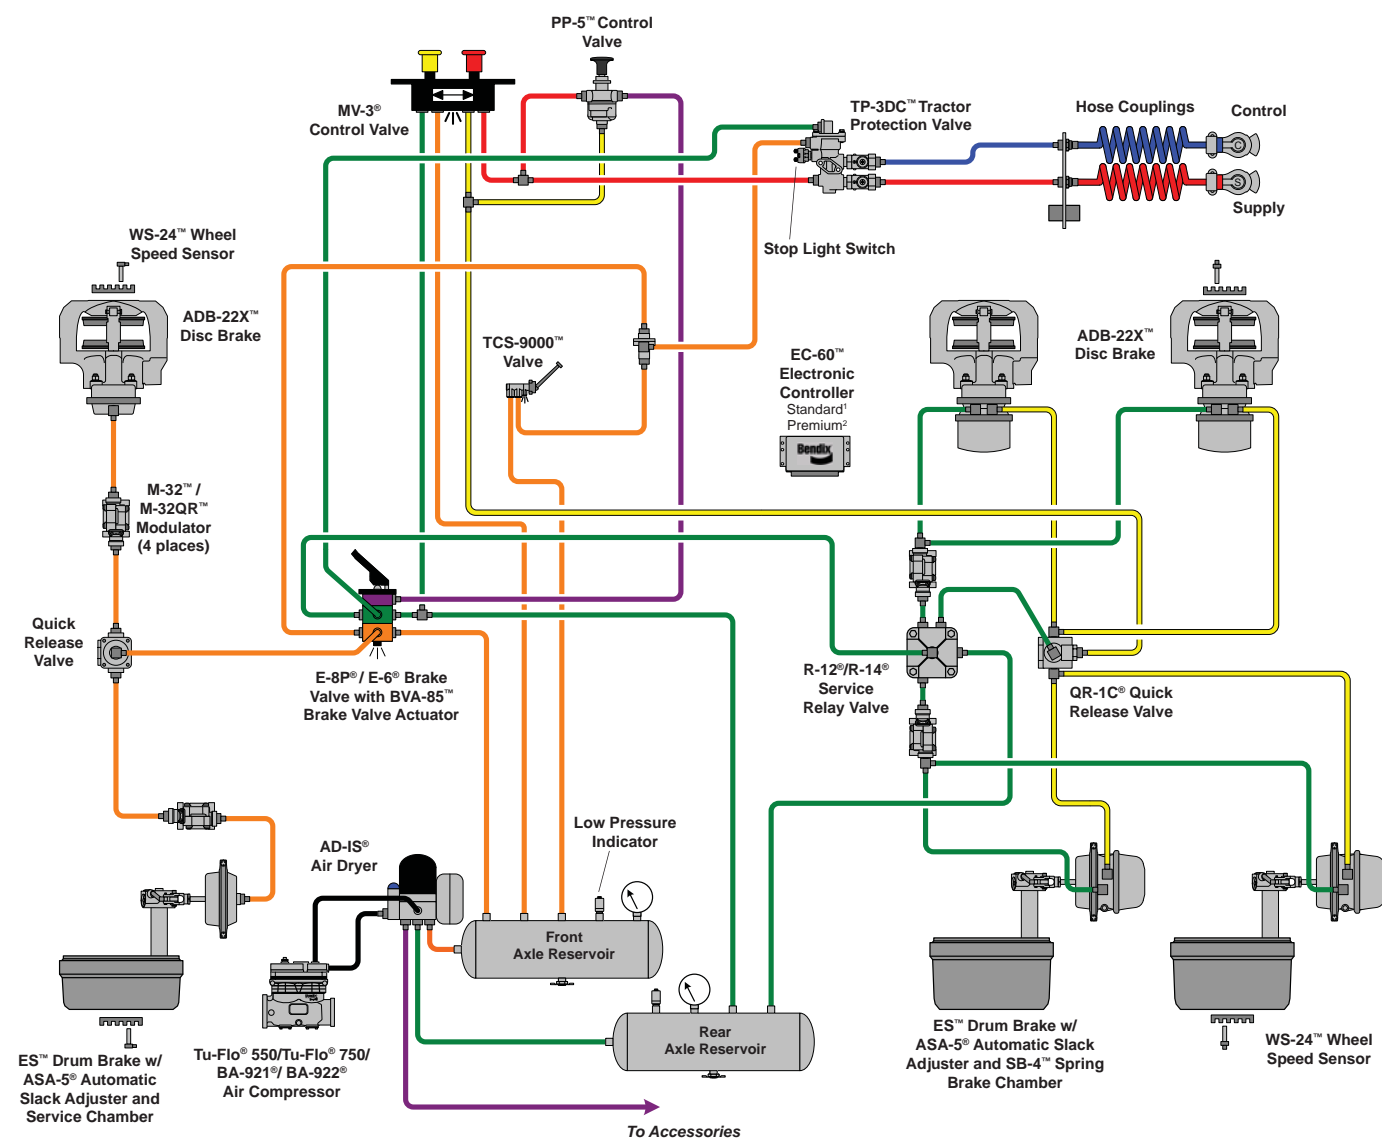 PP-5™ Control
Valve
MV-3®
Control Valve
TP-3DC™ Tractor
Protection Valve
Hose Couplings
Control
C
S
Supply
Stop Light Switch
WS-24™ Wheel
Speed Sensor
ADB-22X™
Disc Brake
TCS-9000™
Valve
EC-60™
Electronic
Controller
Standard¹
Premium²
Bendix
ADB-22X™
Disc Brake
M-32™ /
M-32QR™
Modulator
(4 places)
Quick
Release
Valve
E-8P® / E-6® Brake
Valve with BVA-85™
Brake Valve Actuator
R-12®/R-14®
Service
Relay Valve
QR-1C® Quick
Release Valve
Low Pressure
Indicator
AD-IS®
Air Dryer
Front
Axle Reservoir
Rear
Axle Reservoir
Bendix
ES™ Drum Brake w/
ASA-5® Automatic
Slack Adjuster and
Service Chamber
Tu-Flo® 550/Tu-Flo® 750/
BA-921®/ BA-922®
Air Compressor
ES™ Drum Brake w/
ASA-5® Automatic Slack
Adjuster and SB-4™ Spring
Brake Chamber
WS-24™ Wheel
Speed Sensor
To Accessories